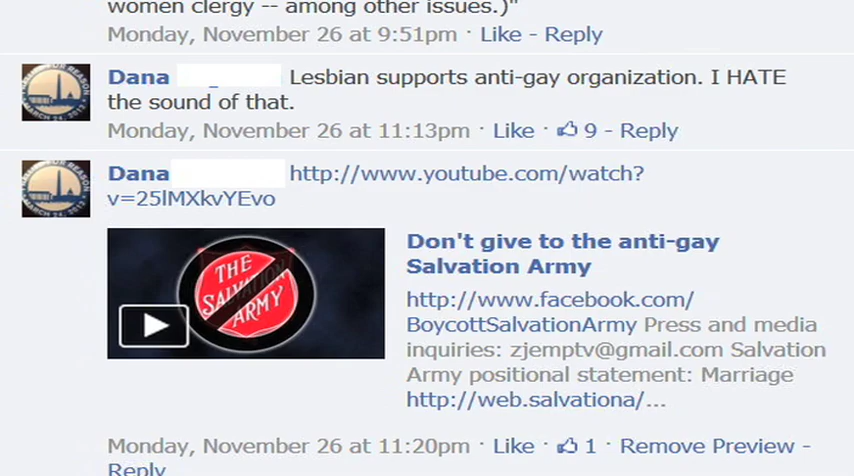 women clergy -- among other issues.)"
Monday, November 26 at 9:51pm · Like - Reply
Dana Lesbian supports anti-gay organization. I HATE
the sound of that.
Monday, November 26 at 11:13pm · Like · 9 - Reply
Dana http://www.youtube.com/watch?
v=25lMXkvYEvo
THE
SALVATION
ARMY
Don't give to the anti-gay
Salvation Army
http://www.facebook.com/
BoycottSalvationArmy Press and media
inquiries: zjemptv@gmail.com Salvation
Army positional statement: Marriage
http://web.salvationa/...
Monday, November 26 at 11:20pm · Like · 1 · Remove Preview -
Reply